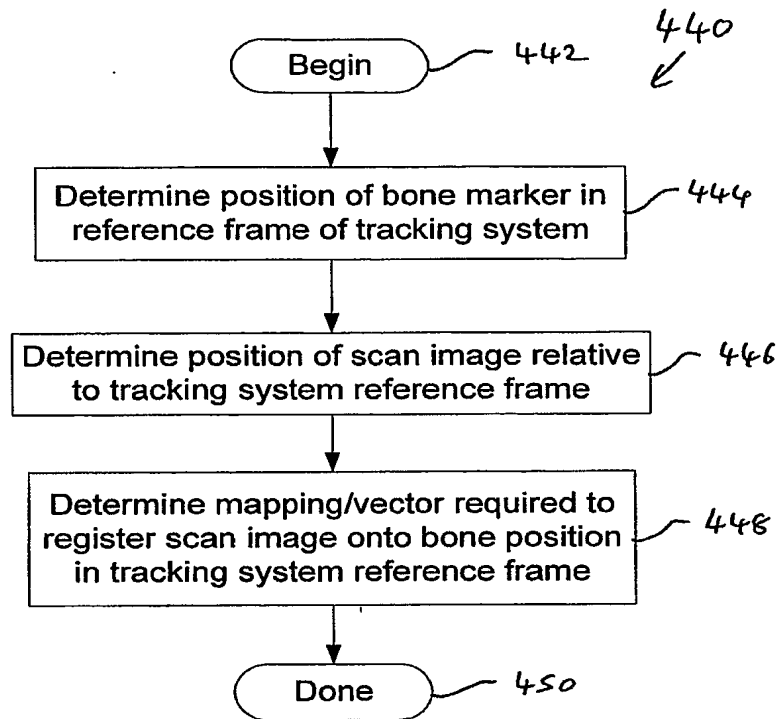 440
Begin
442
Determine position of bone marker in
reference frame of tracking system
444
Determine position of scan image relative
to tracking system reference frame
446
Determine mapping/vector required to
register scan image onto bone position
in tracking system reference frame
448
Done
450